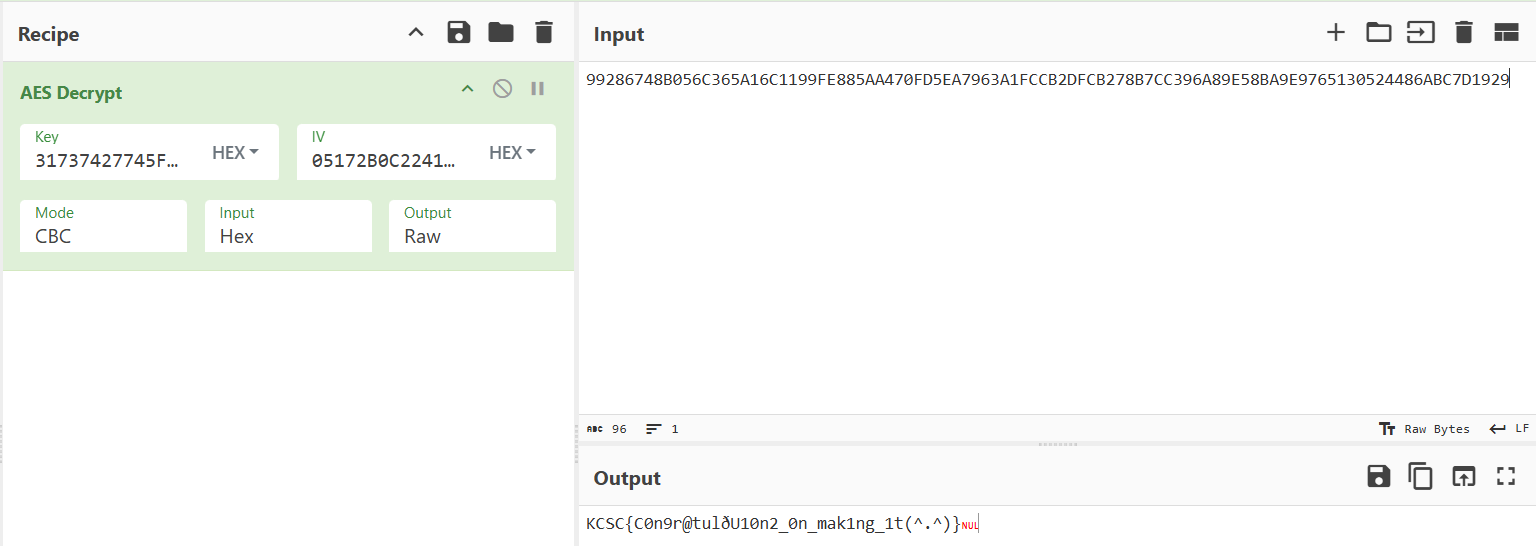 Recipe
AES Decrypt
Key
31737427745F…
HEX
IV
05172B0C2241…
HEX
Mode
CBC
Input
Hex
Output
Raw
Input
99286748B056C365A16C1199FE885AA470FD5EA7963A1FCCB2DFCB278B7CC396A89E58BA9E9765130524486ABC7D1929
ABC 96 1
Tт Raw Bytes LF
Output
KCSC{C0n9r@tulðU10n2_0n_mak1ng_1t(^.^)}NUL